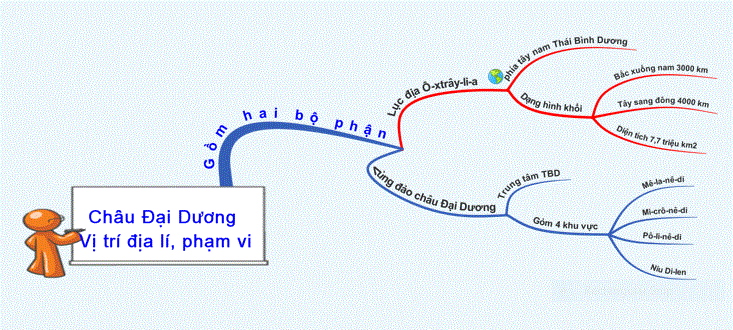 Châu Đại Dương
Vị trí địa lí, phạm vi
Gồm hai bộ phận
Lục địa Ô-xtrây-li-a
phía tây nam Thái Bình Dương
Dạng hình khối
Bắc xuống nam 3000 km
Tây sang đông 4000 km
Diện tích 7,7 triệu km2
Vùng đảo châu Đại Dương
Trung tâm TBD
Gồm 4 khu vực
Mê-la-nê-di
Mi-crô-nê-di
Pô-li-nê-di
Niu Di-len